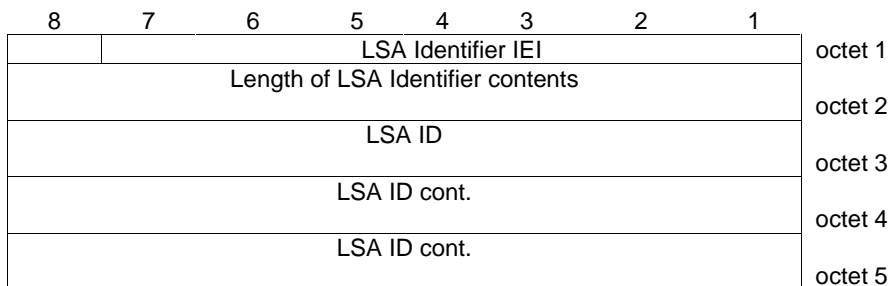 8 7 6 5 4 3 2 1
LSA Identifier IEI octet 1
Length of LSA Identifier contents
octet 2
LSA ID
octet 3
LSA ID cont.
octet 4
LSA ID cont.
octet 5